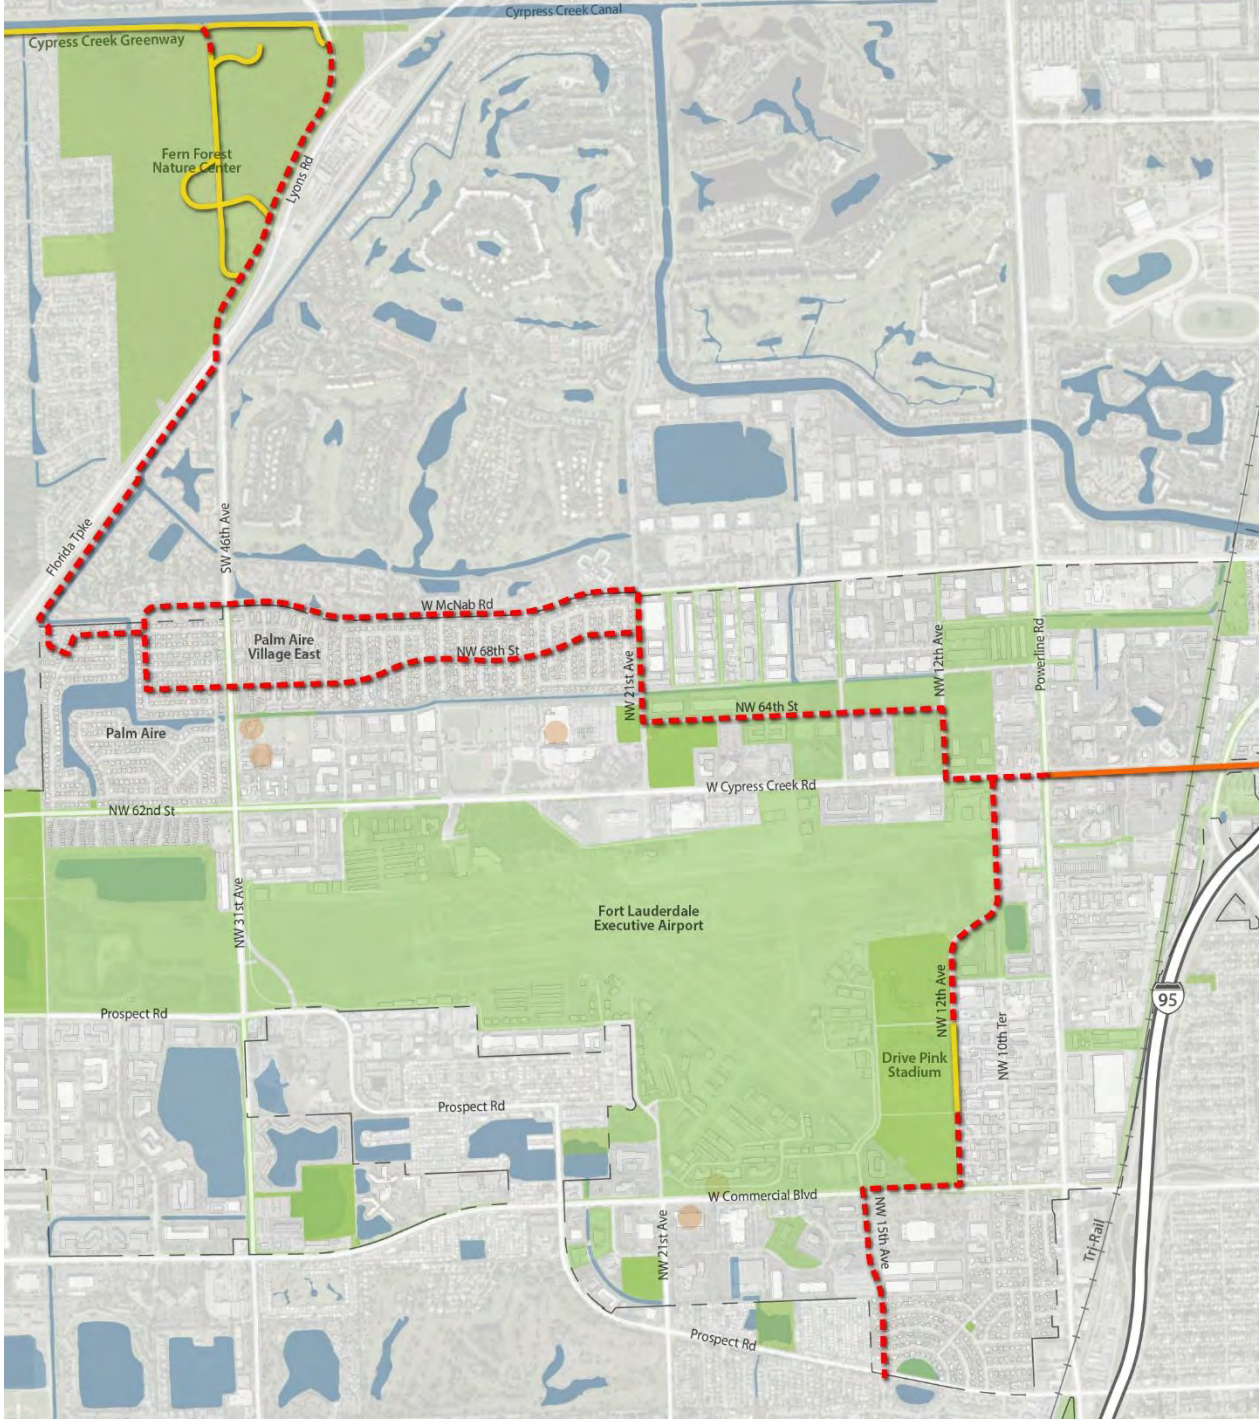 Cyrpress Creek Canal
Cypress Creek Greenway
Fern Forest
Nature Center
Lyons Rd
Florida Tpke
SW 46th Ave
W McNab Rd
Palm Aire
Village East
NW 68th St
NW 21st Ave
NW 12th Ave
Powerline Rd
NW 64th St
Palm Aire
W Cypress Creek Rd
NW 62nd St
NW 31st Ave
Fort Lauderdale
Executive Airport
NW 12th Ave
95
Prospect Rd
NW 10th Ter
Drive Pink
Stadium
Prospect Rd
W Commercial Blvd
NW 15th Ave
NW 21st Ave
Tri-Rail
Prospect Rd